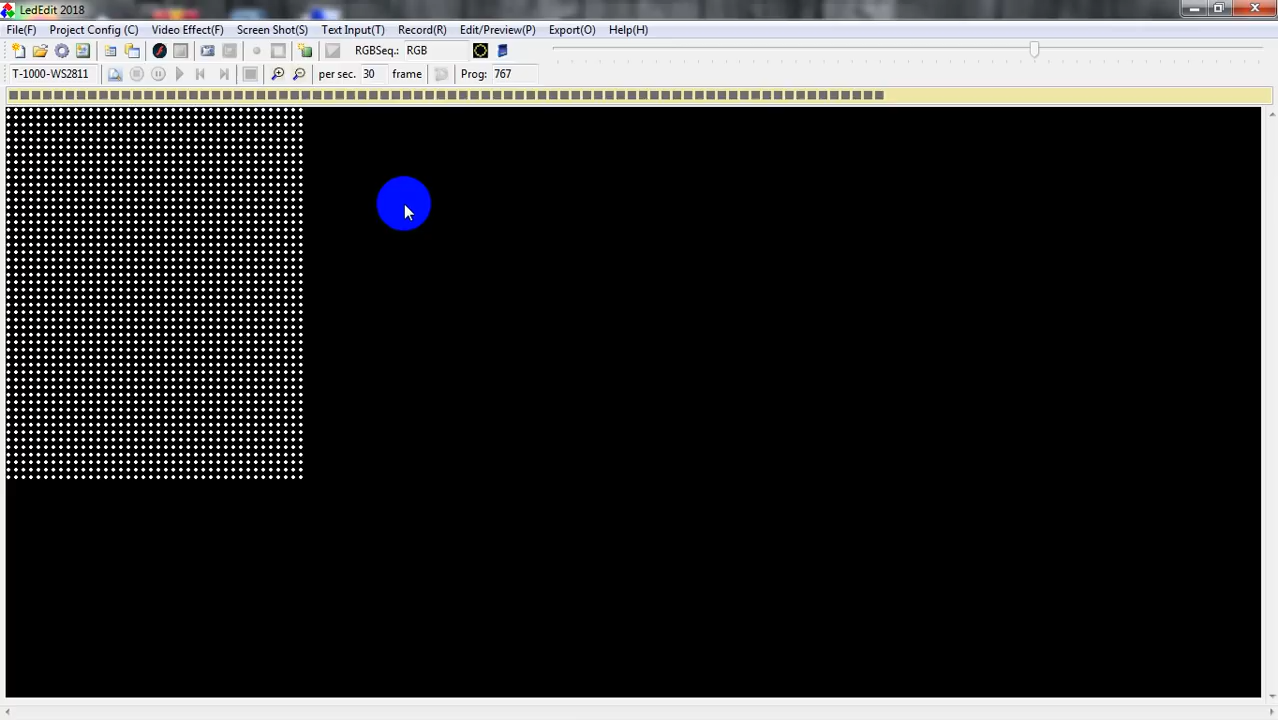 LedEdit 2018
File(F) Project Config (C) Video Effect(F) Screen Shot(S) Text Input(T) Record(R) Edit/Preview(P) Export(O) Help(H)
RGBSeq.: RGB
T-1000-WS2811 per sec. 30 frame Prog: 767